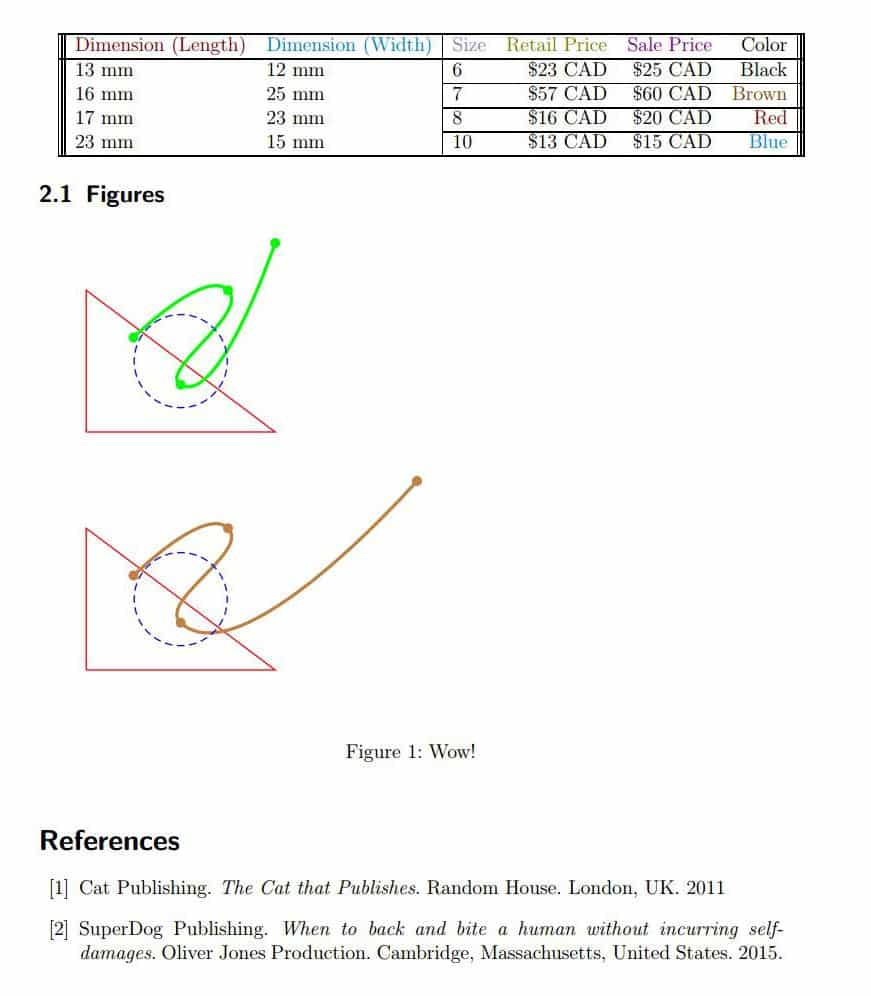 Dimension (Length) Dimension (Width) Size Retail Price Sale Price Color
13 mm 12 mm 6 $23 CAD $25 CAD Black
16 mm 25 mm 7 $57 CAD $60 CAD Brown
17 mm 23 mm 8 $16 CAD $20 CAD Red
23 mm 15 mm 10 $13 CAD $15 CAD Blue
2.1 Figures
Figure 1: Wow!
References
[1] Cat Publishing. The Cat that Publishes. Random House. London, UK. 2011
[2] SuperDog Publishing. When to back and bite a human without incurring self-
damages. Oliver Jones Production. Cambridge, Massachusetts, United States. 2015.